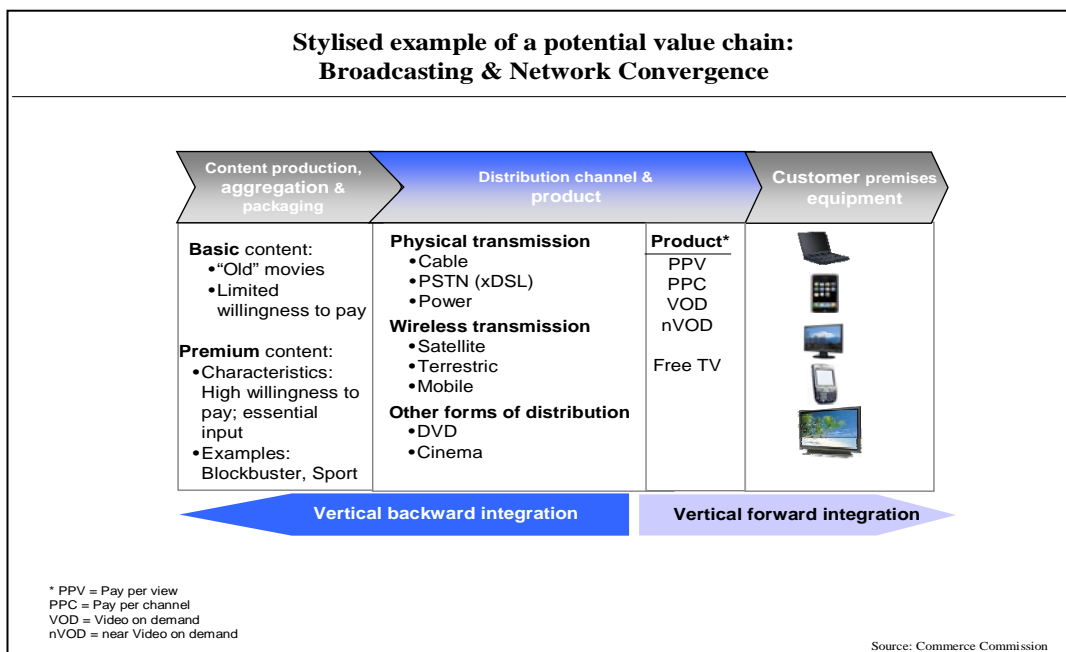 Stylised example of a potential value chain:
Broadcasting & Network Convergence
Content production,
aggregation &
packaging
Distribution channel &
product
Customer premises
equipment
Basic content:
•"Old" movies
•Limited
willingness to pay
Premium content:
•Characteristics:
High willingness to
pay; essential
input
•Examples:
Blockbuster, Sport
Physical transmission
•Cable
•PSTN (xDSL)
•Power
Wireless transmission
•Satellite
•Terrestric
•Mobile
Other forms of distribution
•DVD
•Cinema
Product*
PPV
PPC
VOD
nVOD
Free TV
Vertical backward integration
Vertical forward integration
* PPV = Pay per view
PPC = Pay per channel
VOD = Video on demand
nVOD = near Video on demand
Source: Commerce Commission